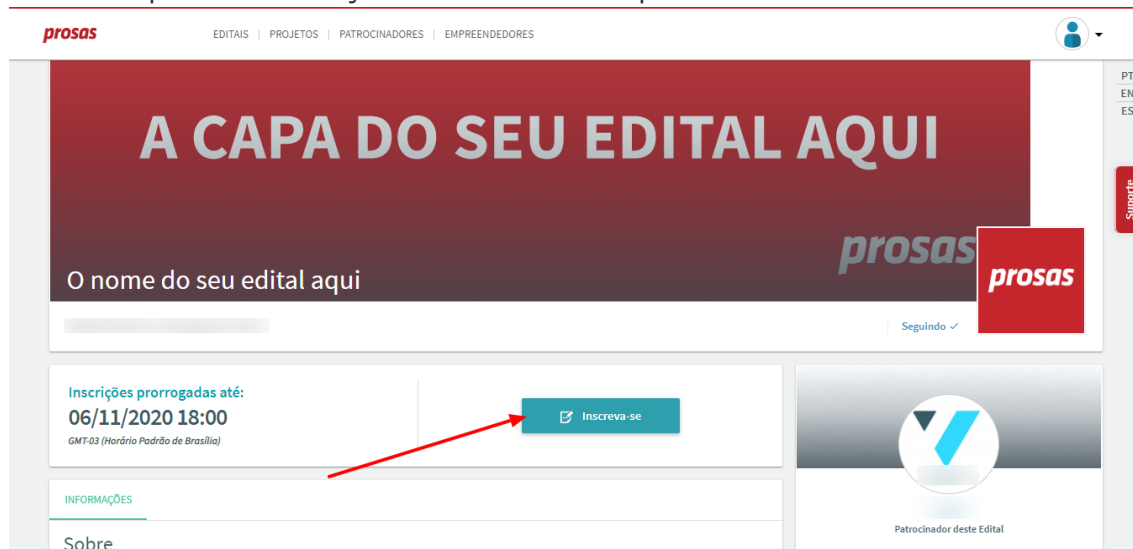 prosas
EDITAIS | PROJETOS | PATROCINADORES | EMPREENDEDORES
PT
EN
ES
A CAPA DO SEU EDITAL AQUI
Suporte
prosas
prosas
O nome do seu edital aqui
Seguindo
Inscrições prorrogadas até:
06/11/2020 18:00
GMT-03 (Horário Padrão de Brasília)
Inscreva-se
INFORMAÇÕES
Patrocinador deste Edital
Sobre